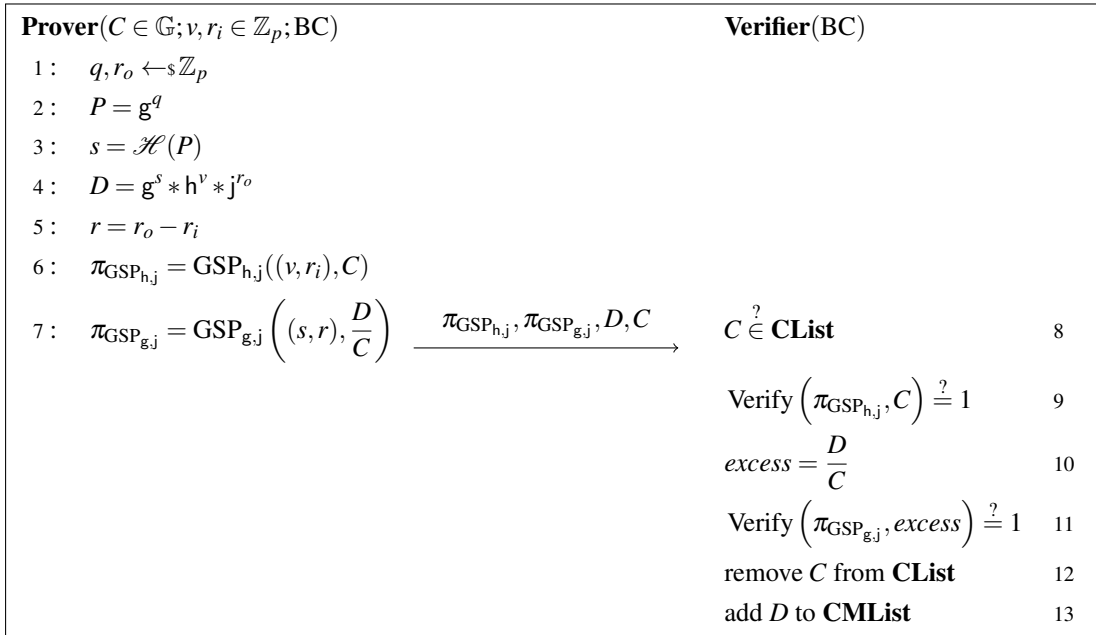 Prover(C ∈ 𝔾; v, r_i ∈ ℤ_p; BC) Verifier(BC)
1 : q, r_o ←$ ℤ_p
2 : P = g^q
3 : s = ℋ(P)
4 : D = g^s * h^v * j^{r_o}
5 : r = r_o − r_i
6 : π_{GSP_{h,j}} = GSP_{h,j}((v, r_i), C)
7 : π_{GSP_{g,j}} = GSP_{g,j}((s, r), D/C) π_{GSP_{h,j}}, π_{GSP_{g,j}}, D, C ⟶ C ∈? CList 8
Verify(π_{GSP_{h,j}}, C) =? 1 9
excess = D/C 10
Verify(π_{GSP_{g,j}}, excess) =? 1 11
remove C from CList 12
add D to CMList 13